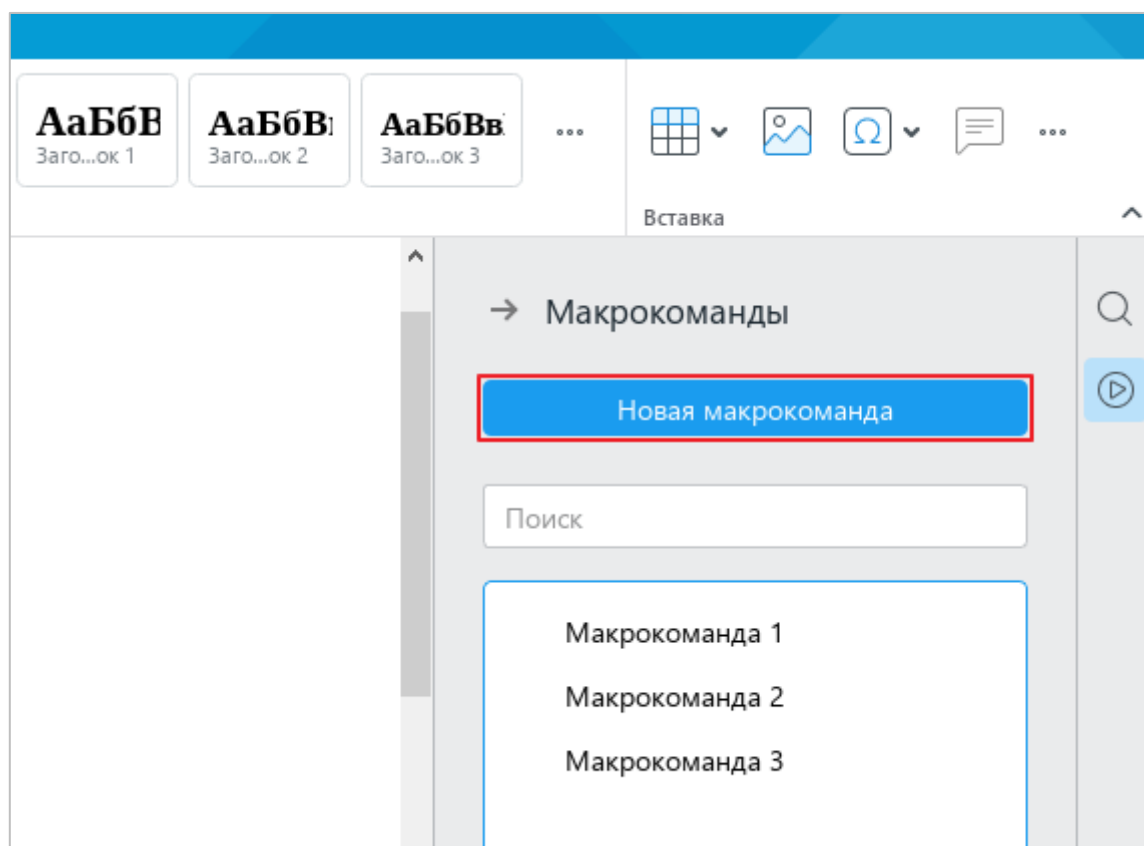 АаБбВ АаБбВ АаБбВв
Заго...ок 1 Заго...ок 2 Заго...ок 3
Вставка
Макрокоманды
Новая макрокоманда
Поиск
Макрокоманда 1
Макрокоманда 2
Макрокоманда 3